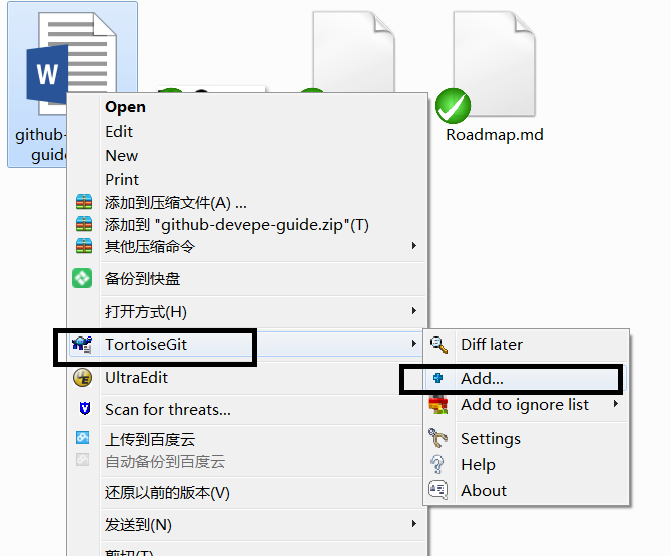 W
github-
guide
Roadmap.md
Open
Edit
New
Print
添加到压缩文件(A) ...
添加到 "github-devepe-guide.zip"(T)
其他压缩命令
备份到快盘
打开方式(H)
TortoiseGit
UltraEdit
Scan for threats...
上传到百度云
自动备份到百度云
还原以前的版本(V)
发送到(N)
剪切(T)
Diff later
Add...
Add to ignore list
Settings
Help
About